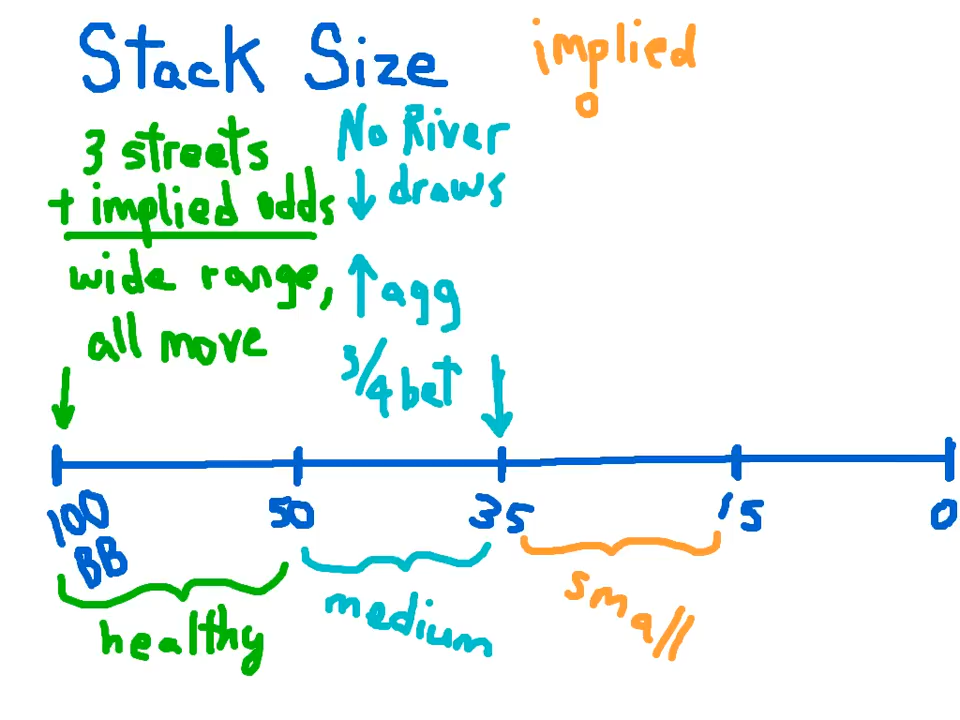 Stack Size
implied
o
3 streets
+ implied odds
wide range,
all move
No River
↓ draws
↑ agg
3/4 bet
100
BB
50
35
15
0
healthy
medium
small